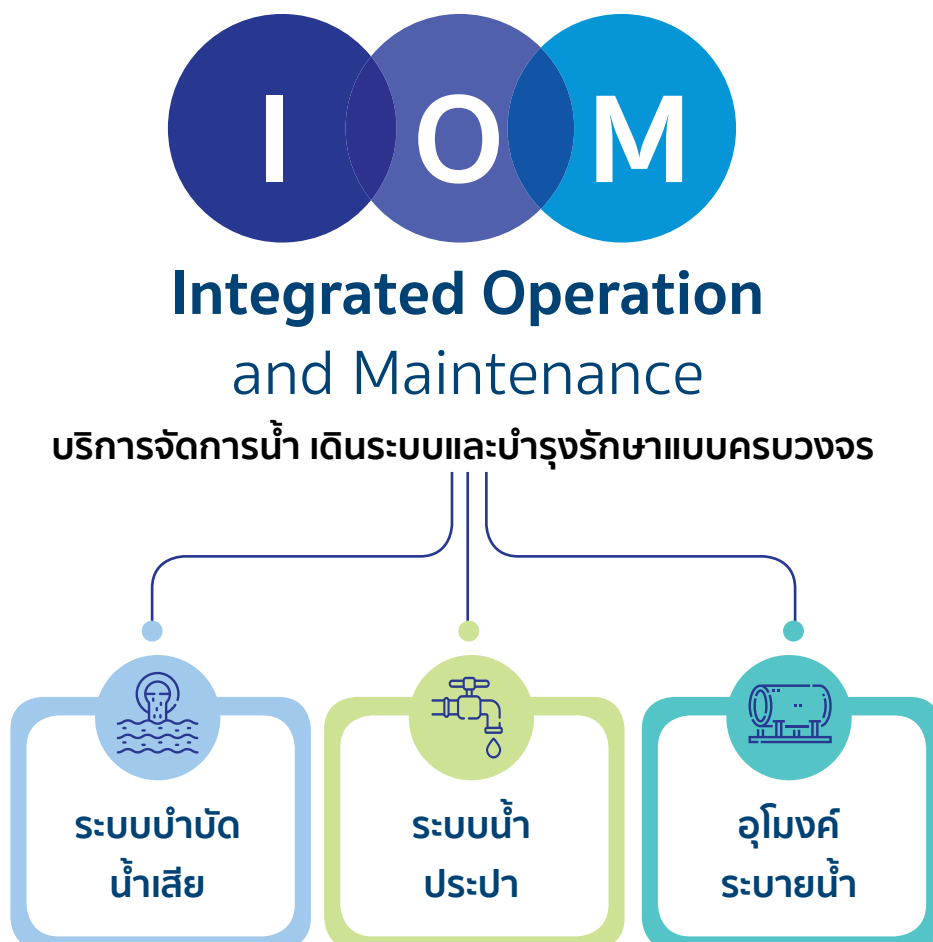 I O M
Integrated Operation
and Maintenance
บริการจัดการน้ำ เดินระบบและบำรุงรักษาแบบครบวงจร
ระบบบำบัด
น้ำเสีย
ระบบน้ำ
ประปา
อุโมงค์
ระบายน้ำ